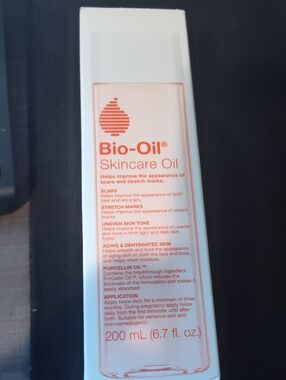 Bio-Oil®
Skincare Oil
Helps improve the appearance of
scars and stretch marks.
SCARS
Helps improve the appearance of both
new and old scars.
STRETCH MARKS
Helps improve the appearance of stretch
marks.
UNEVEN SKIN TONE
Helps improve the appearance of uneven
skin tone in both light and dark skin
types.
AGING & DEHYDRATED SKIN
Helps smooth and tone the appearance
of aging skin on both the face and body,
and helps retain moisture.
PURCELLIN OIL™
Contains the breakthrough ingredient
PurCellin Oil™, which reduces the
thickness of the formulation and makes it
easily absorbed.
APPLICATION
Apply twice daily for a minimum of three
months. During pregnancy apply twice
daily from the first trimester until after
birth. Suitable for sensitive skin and
non-comedogenic.
200 mL (6.7 fl. oz.)